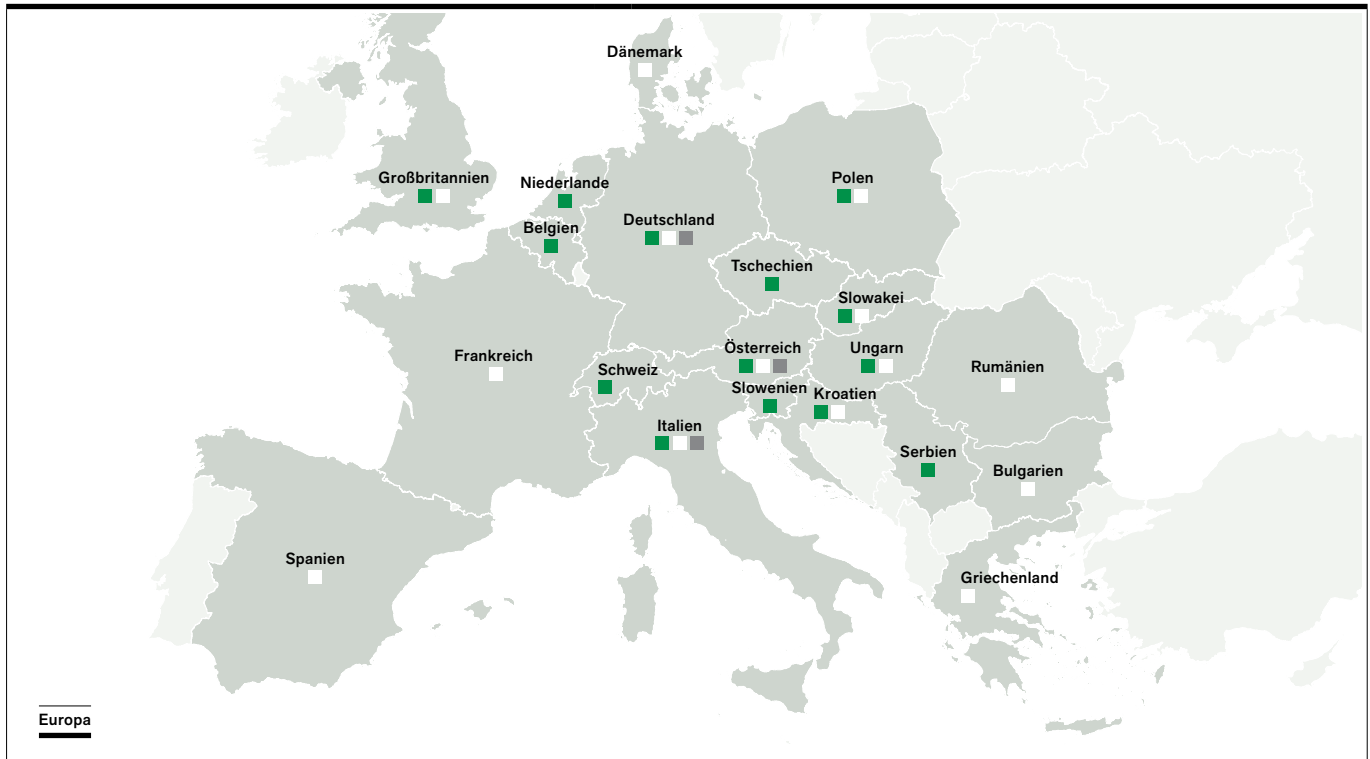 Dänemark
Großbritannien
Niederlande
Polen
Deutschland
Belgien
Tschechien
Slowakei
Frankreich
Österreich
Ungarn
Schweiz
Rumänien
Slowenien
Kroatien
Italien
Serbien
Bulgarien
Spanien
Griechenland
Europa